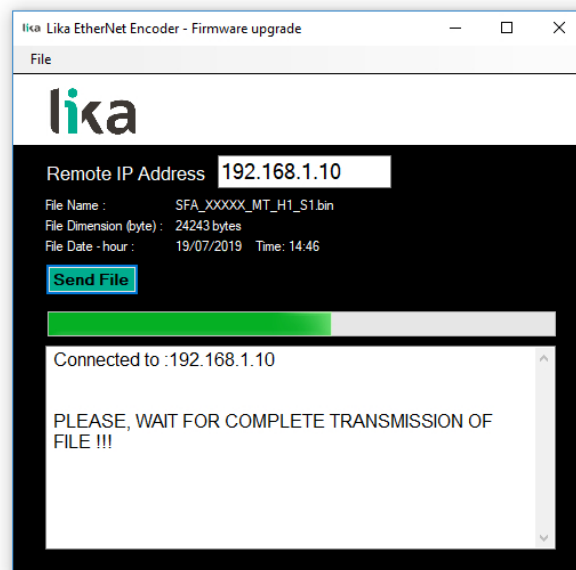 lika Lika EtherNet Encoder - Firmware upgrade
File
lika
Remote IP Address 192.168.1.10
File Name : SFA_XXXXX_MT_H1_S1.bin
File Dimension (byte) : 24243 bytes
File Date - hour : 19/07/2019 Time: 14:46
Send File
Connected to :192.168.1.10
PLEASE, WAIT FOR COMPLETE TRANSMISSION OF
FILE !!!